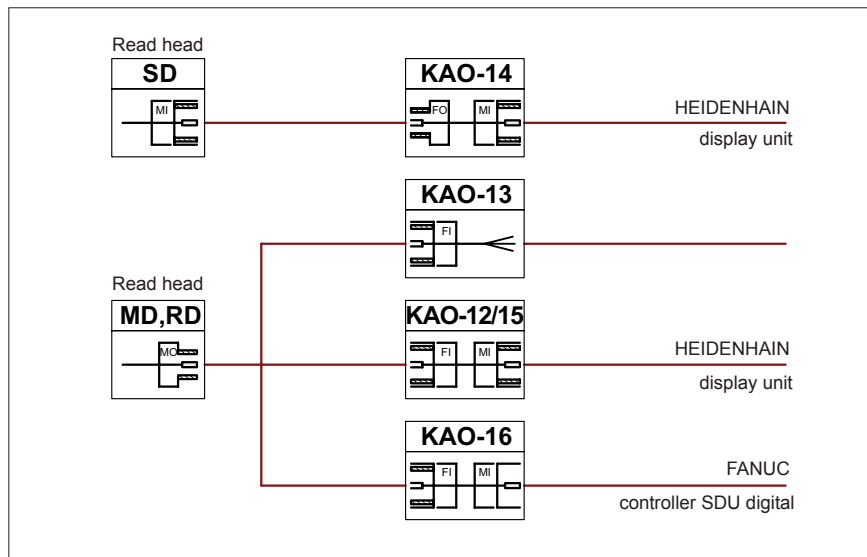 Read head
SD
MI
KAO-14
FO
MI
HEIDENHAIN
display unit
KAO-13
FI
Read head
MD,RD
MO
KAO-12/15
FI
MI
HEIDENHAIN
display unit
KAO-16
FI
MI
FANUC
controller SDU digital